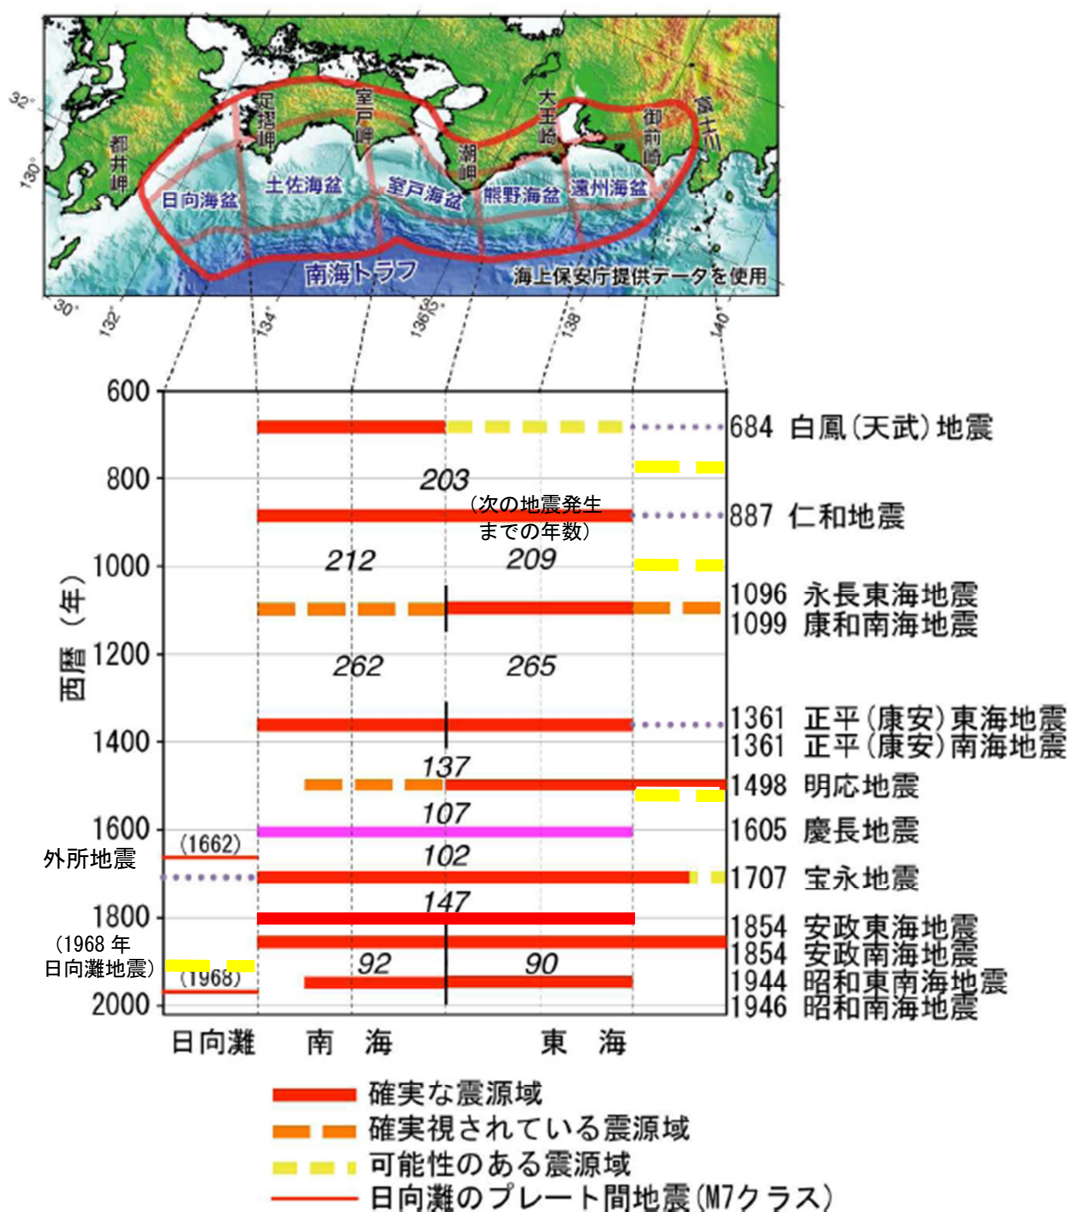 足摺岬
室戸岬
大王崎
御前崎
富士川
32°
都井岬
潮岬
130°
日向海盆
土佐海盆
室戸海盆
熊野海盆
遠州海盆
南海トラフ
海上保安庁提供データを使用
30°
132°
134°
136°
138°
140°
西暦(年)
600
684 白鳳(天武)地震
800
203
(次の地震発生
までの年数)
887 仁和地震
1000
212
209
1096 永長東海地震
1099 康和南海地震
1200
262
265
1361 正平(康安)東海地震
1361 正平(康安)南海地震
1400
137
1498 明応地震
107
1600
1605 慶長地震
外所地震
(1662)
102
1707 宝永地震
147
1800
1854 安政東海地震
1854 安政南海地震
(1968 年
日向灘地震)
(1968)
92
90
1944 昭和東南海地震
2000
1946 昭和南海地震
日向灘 南 海 東 海
確実な震源域
確実視されている震源域
可能性のある震源域
日向灘のプレート間地震(M7クラス)